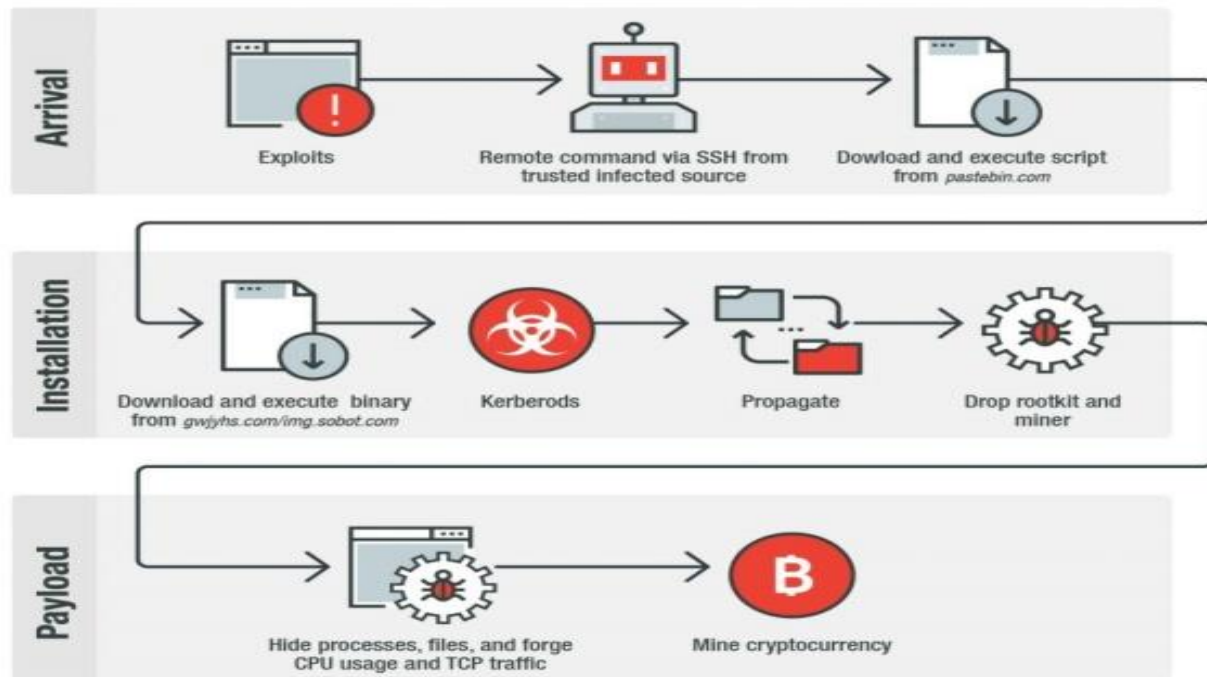 Arrival
Exploits
Remote command via SSH from
trusted infected source
Dowload and execute script
from pastebin.com
Installation
Download and execute binary
from gwjyhs.com/img.sobot.com
Kerberods
Propagate
Drop rootkit and
miner
Payload
Hide processes, files, and forge
CPU usage and TCP traffic
Mine cryptocurrency